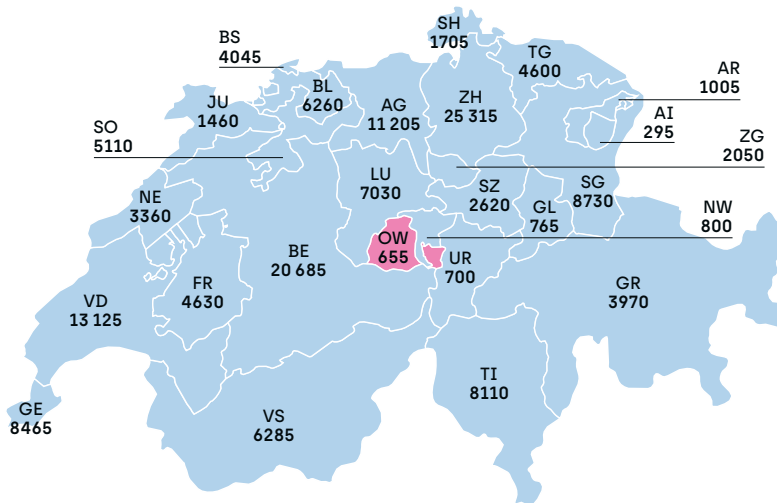 SH
1705
BS
4045
TG
4600
AR
1005
BL
6260
ZH
25 315
JU
1460
AG
11 205
AI
295
SO
5110
ZG
2050
LU
7030
SZ
2620
SG
8730
NE
3360
GL
765
NW
800
OW
655
BE
20 685
UR
700
FR
4630
GR
3970
VD
13 125
TI
8110
GE
8465
VS
6285